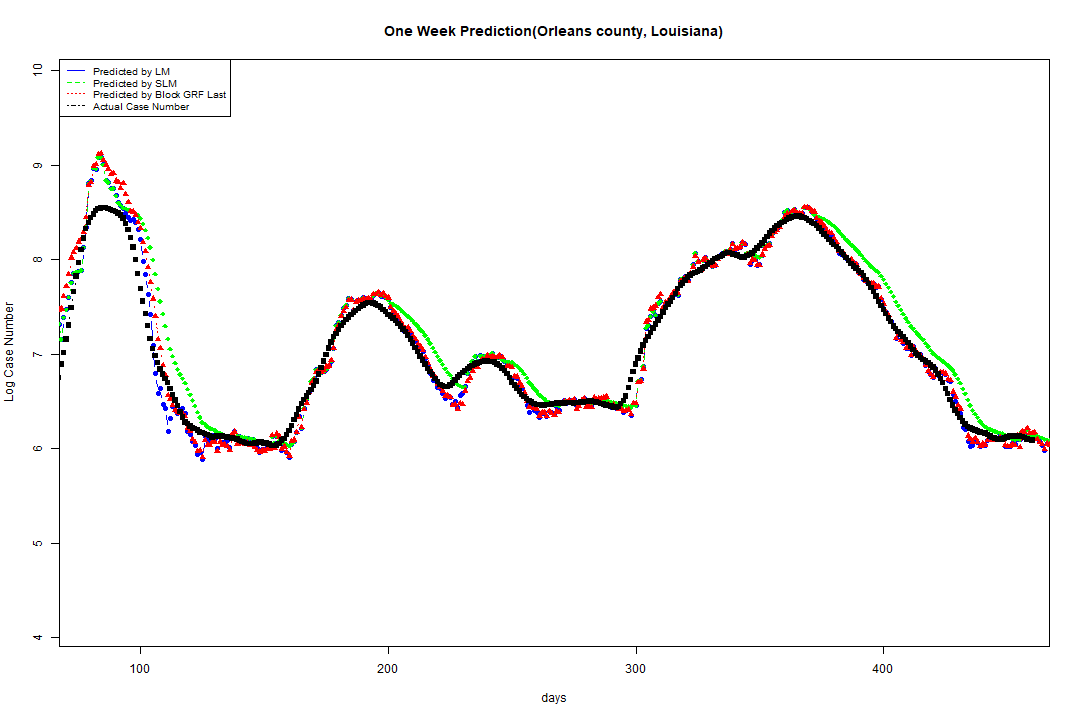 One Week Prediction(Orleans county, Louisiana)
Predicted by LM
Predicted by SLM
Predicted by Block GRF Last
Actual Case Number
10
9
8
7
6
5
4
Log Case Number
100 200 300 400
days